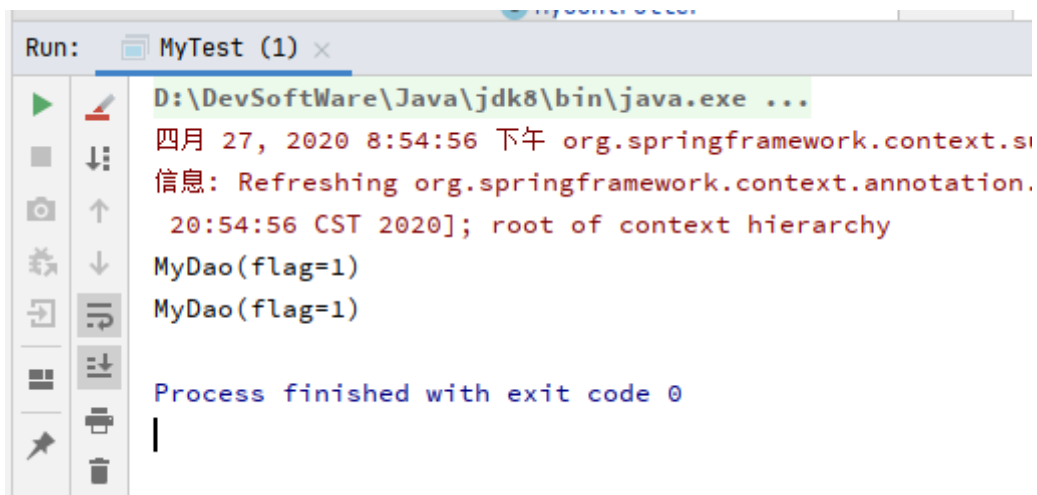 Run: MyTest (1)
D:\DevSoftWare\Java\jdk8\bin\java.exe ...
四月 27, 2020 8:54:56 下午 org.springframework.context.
信息: Refreshing org.springframework.context.annotation.
20:54:56 CST 2020]; root of context hierarchy
MyDao(flag=1)
MyDao(flag=1)
Process finished with exit code 0